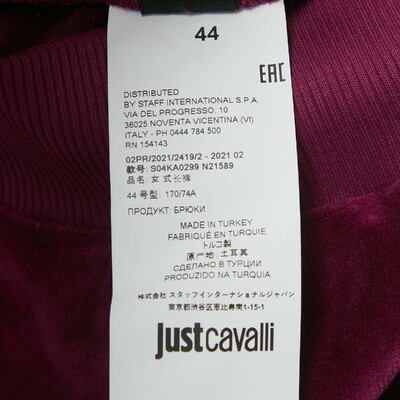 44
EAC
DISTRIBUTED
BY STAFF INTERNATIONAL S.P.A.
VIA DEL PROGRESSO, 10
36025 NOVENTA VICENTINA (VI)
ITALY - PH 0444 784 500
RN 154143
02PR/2021/2419/2 - 2021 02
款号: S04KA0299 N21589
品名: 女式长裤
44 号型: 170/74A
ПРОДУКТ: БРЮКИ
MADE IN TURKEY
FABRIQUÉ EN TURQUIE
トルコ製
原产地: 土耳其
СДЕЛАНО В ТУРЦИИ
PRODUZIDO NA TURQUIA
株式会社 スタッフインターナショナルジャパン
東京都渋谷区恵比寿南1-15-1
justcavalli